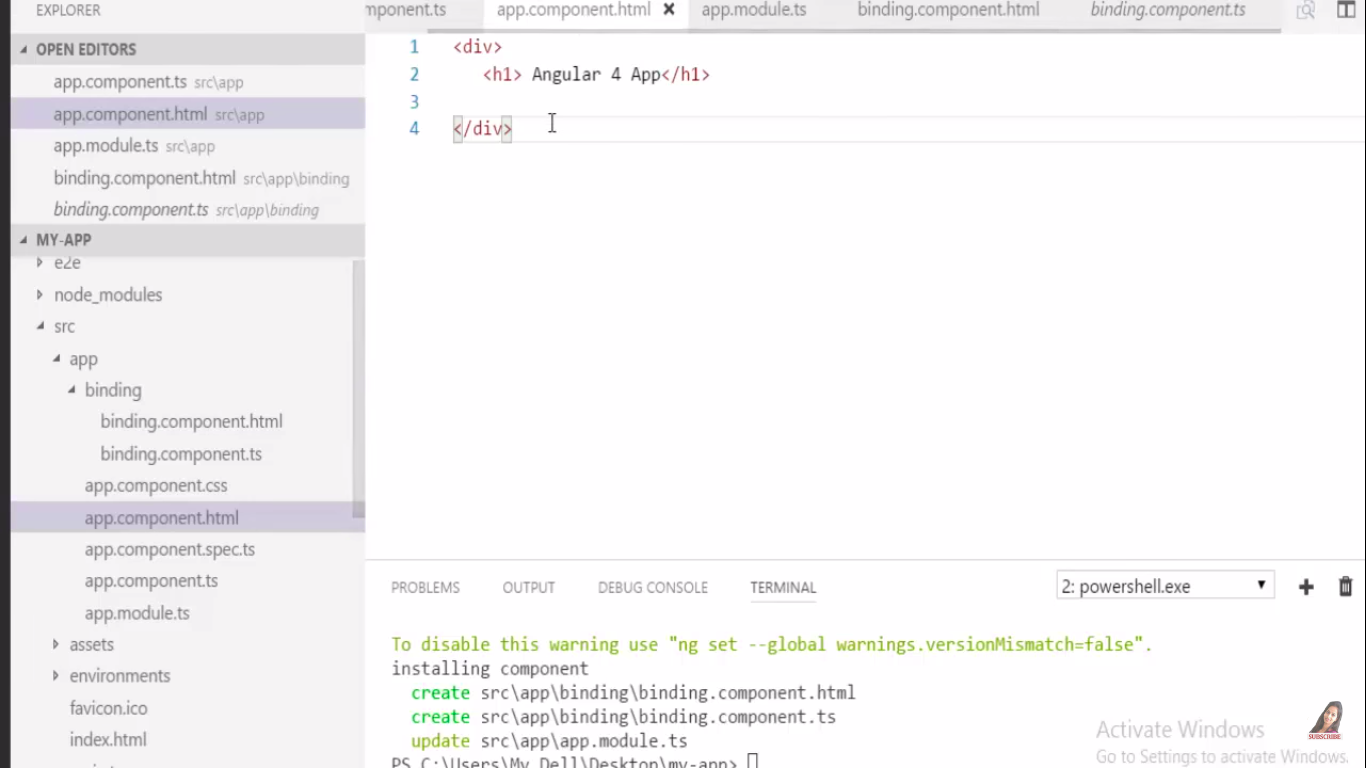 EXPLORER
OPEN EDITORS
app.component.ts src\app
app.component.html src\app
app.module.ts src\app
binding.component.html src\app\binding
binding.component.ts src\app\binding
MY-APP
e2e
node_modules
src
app
binding
binding.component.html
binding.component.ts
app.component.css
app.component.html
app.component.spec.ts
app.component.ts
app.module.ts
assets
environments
favicon.ico
index.html
mponent.ts app.component.html app.module.ts binding.component.html binding.component.ts
1 <div>
2 <h1> Angular 4 App</h1>
3
4 </div>
PROBLEMS OUTPUT DEBUG CONSOLE TERMINAL 2: powershell.exe
To disable this warning use "ng set --global warnings.versionMismatch=false".
installing component
create src\app\binding\binding.component.html
create src\app\binding\binding.component.ts
update src\app\app.module.ts
PS C:\Users\My Dell\Desktop\my-app>
Activate Windows
Go to Settings to activate Windows.
SUBSCRIBE